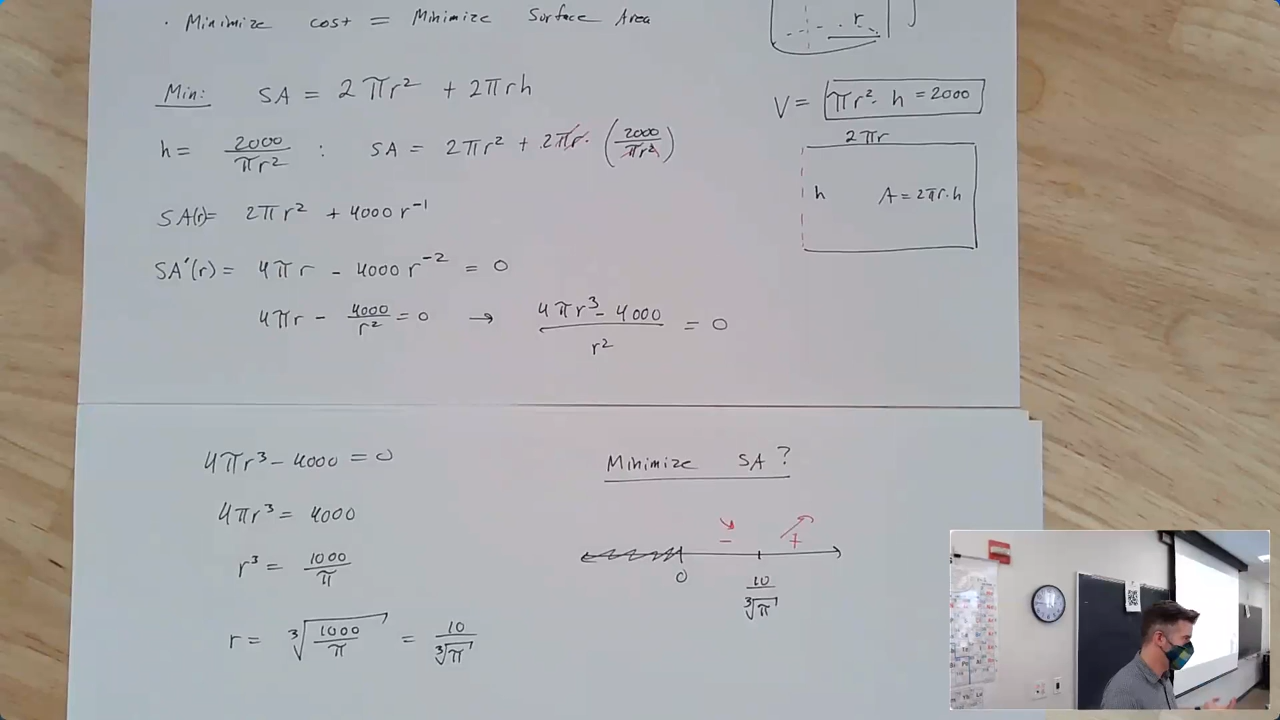 · Minimize cost = Minimize Surface Area
r
Min: SA = 2πr² + 2πrh
V = πr² · h = 2000
h = 2000/πr² : SA = 2πr² + 2πr · (2000/πr²)
2πr
h A = 2πr·h
SA(r) = 2πr² + 4000 r⁻¹
SA′(r) = 4πr − 4000 r⁻² = 0
4πr − 4000/r² = 0 → (4πr³ − 4000)/r² = 0
4πr³ − 4000 = 0
Minimize SA?
4πr³ = 4000
− +
r³ = 1000/π
0 10/∛π
r = ∛(1000/π) = 10/∛π